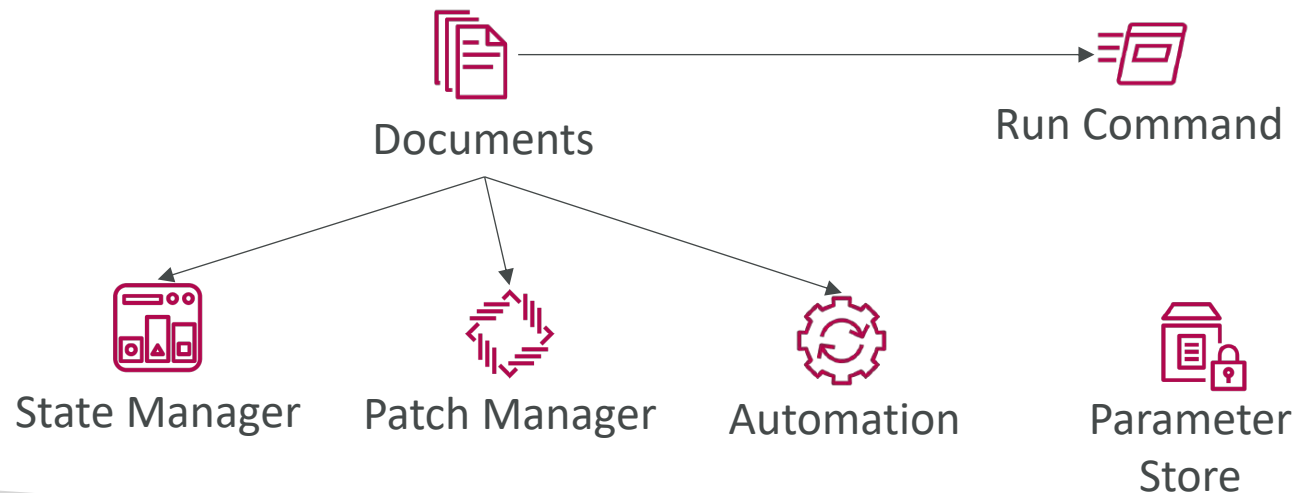 Documents
Run Command
State Manager
Patch Manager
Automation
Parameter
Store